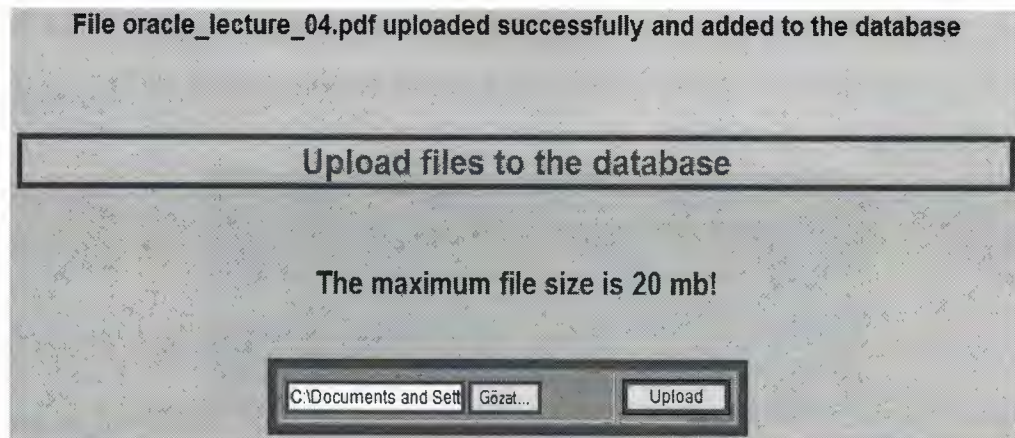 File oracle_lecture_04.pdf uploaded successfully and added to the database
Upload files to the database
The maximum file size is 20 mb!
C:\Documents and Sett Gözat... Upload